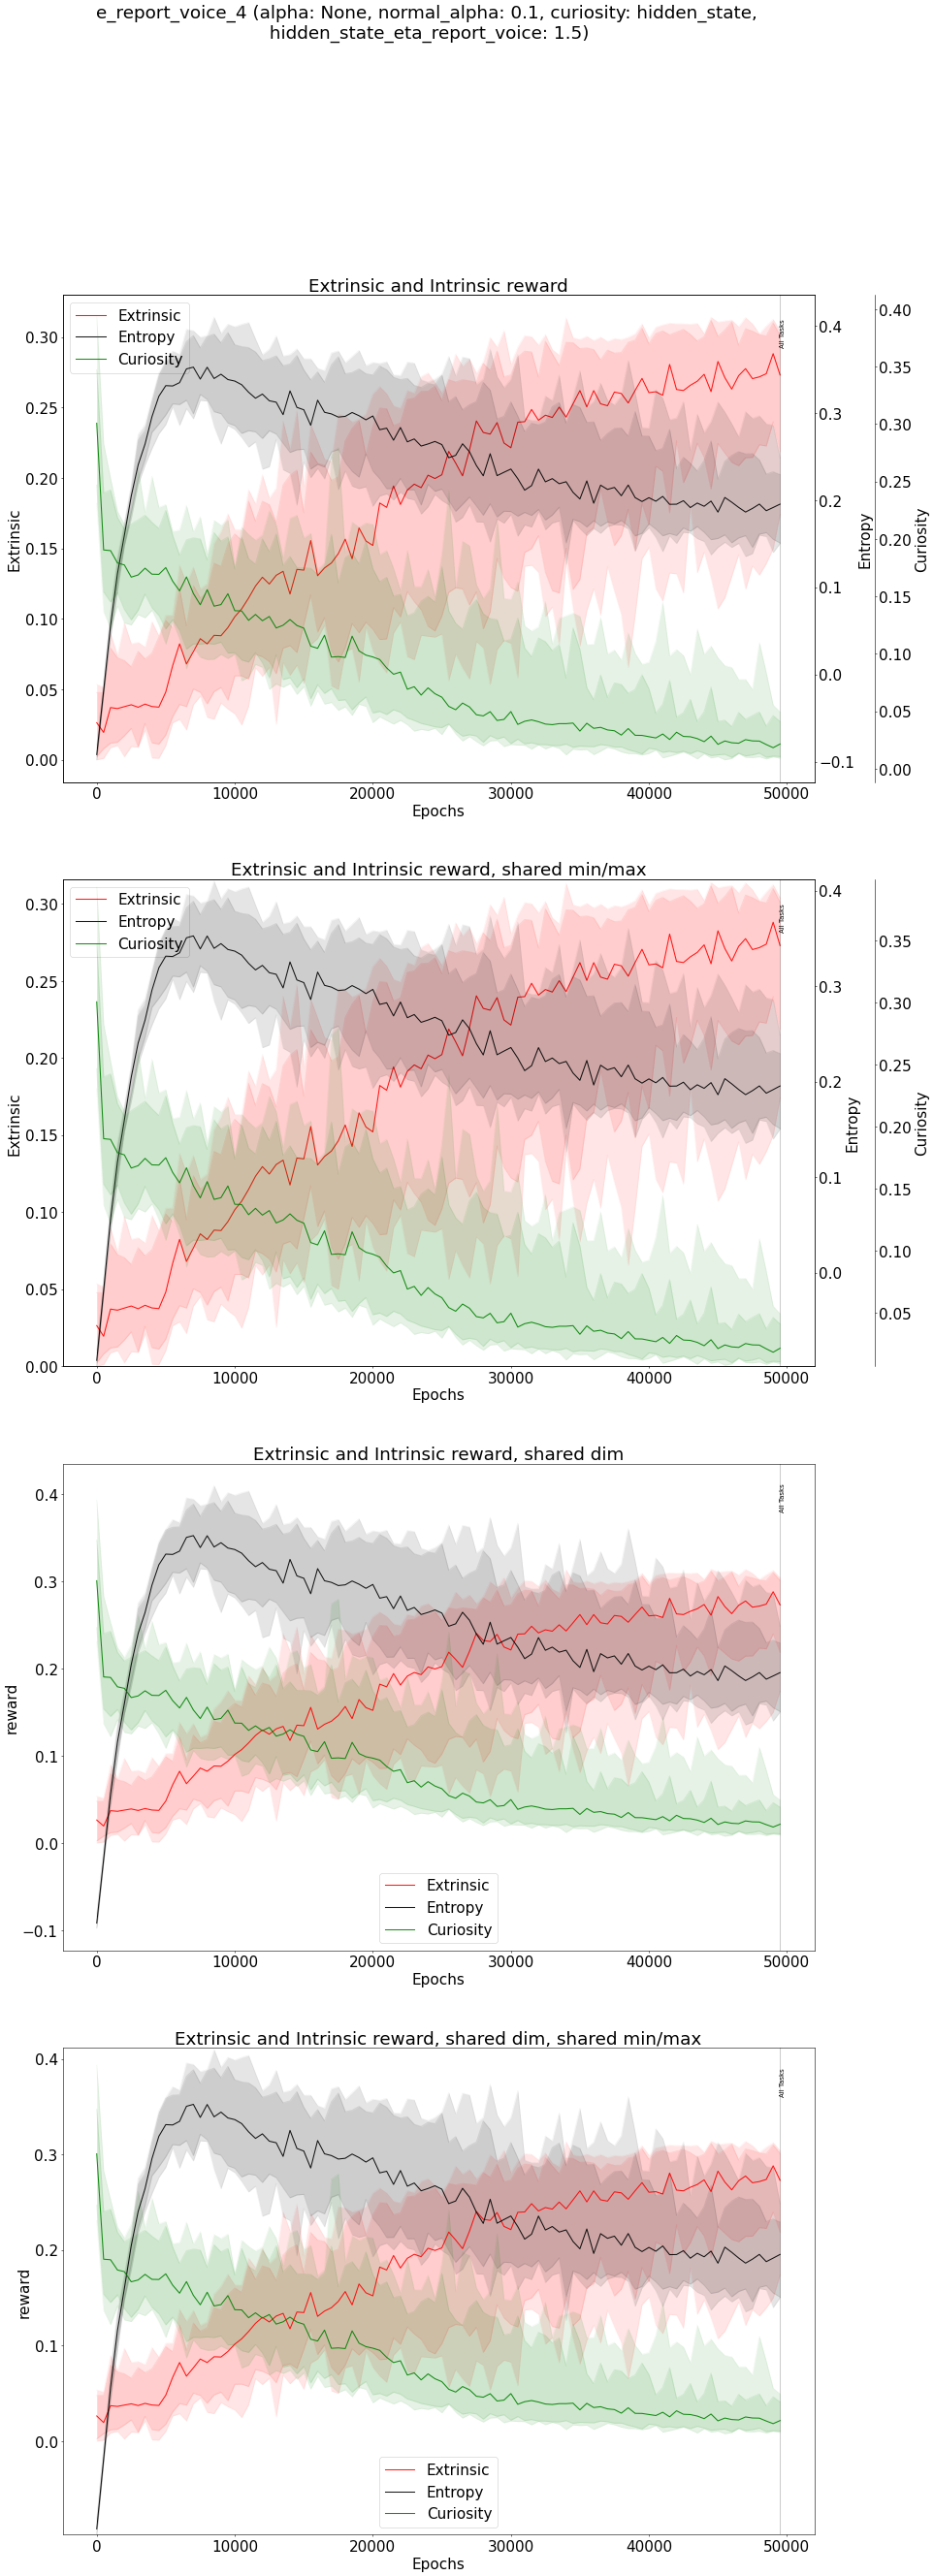 e_report_voice_4 (alpha: None, normal_alpha: 0.1, curiosity: hidden_state,
hidden_state_eta_report_voice: 1.5)
Extrinsic and Intrinsic reward
Extrinsic
Entropy
Curiosity
All Tasks
0.30
0.25
0.20
0.15
0.10
0.05
0.00
Extrinsic
0.4
0.3
0.2
0.1
0.0
−0.1
Entropy
0.40
0.35
0.30
0.25
0.20
0.15
0.10
0.05
0.00
Curiosity
0 10000 20000 30000 40000 50000
Epochs
Extrinsic and Intrinsic reward, shared min/max
Extrinsic
Entropy
Curiosity
All Tasks
0.30
0.25
0.20
0.15
0.10
0.05
0.00
Extrinsic
0.4
0.3
0.2
0.1
0.0
Entropy
0.35
0.30
0.25
0.20
0.15
0.10
0.05
Curiosity
0 10000 20000 30000 40000 50000
Epochs
Extrinsic and Intrinsic reward, shared dim
All Tasks
0.4
0.3
0.2
0.1
0.0
−0.1
reward
Extrinsic
Entropy
Curiosity
0 10000 20000 30000 40000 50000
Epochs
Extrinsic and Intrinsic reward, shared dim, shared min/max
All Tasks
0.4
0.3
0.2
0.1
0.0
reward
Extrinsic
Entropy
Curiosity
0 10000 20000 30000 40000 50000
Epochs